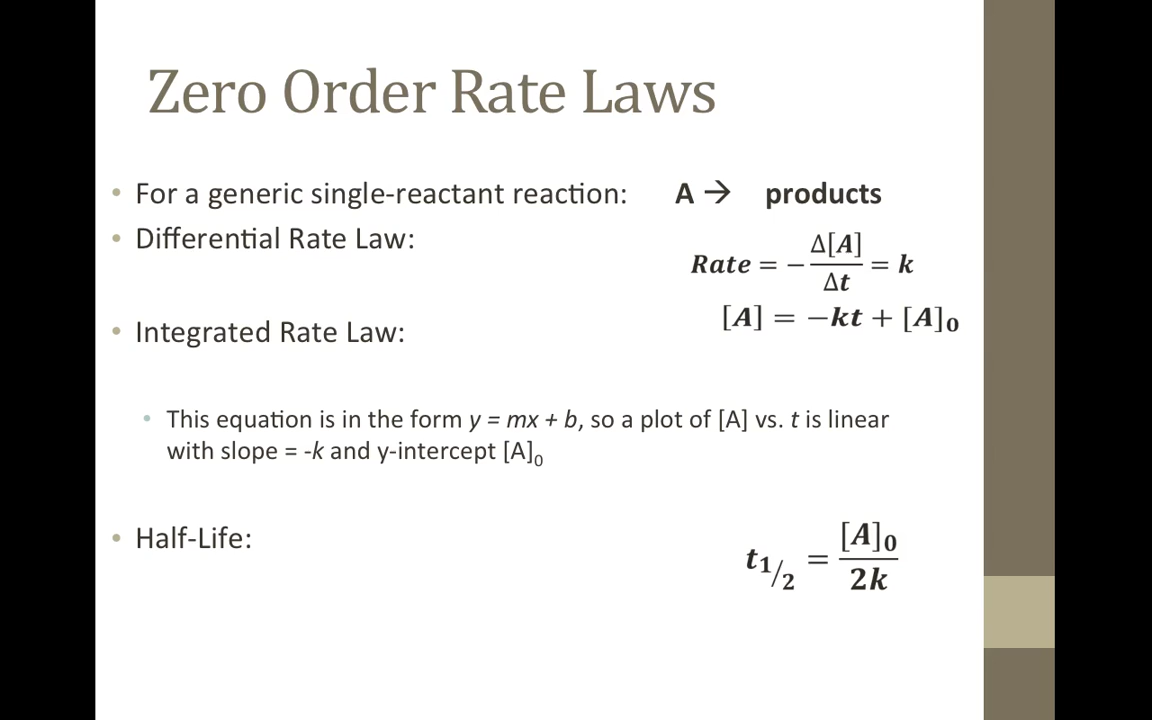 Zero Order Rate Laws
• For a generic single-reactant reaction: A → products
• Differential Rate Law:
Rate = −Δ[A]/Δt = k
• Integrated Rate Law:
[A] = −kt + [A]₀
• This equation is in the form y = mx + b, so a plot of [A] vs. t is linear
with slope = -k and y-intercept [A]₀
• Half-Life:
t₁/₂ = [A]₀/2k